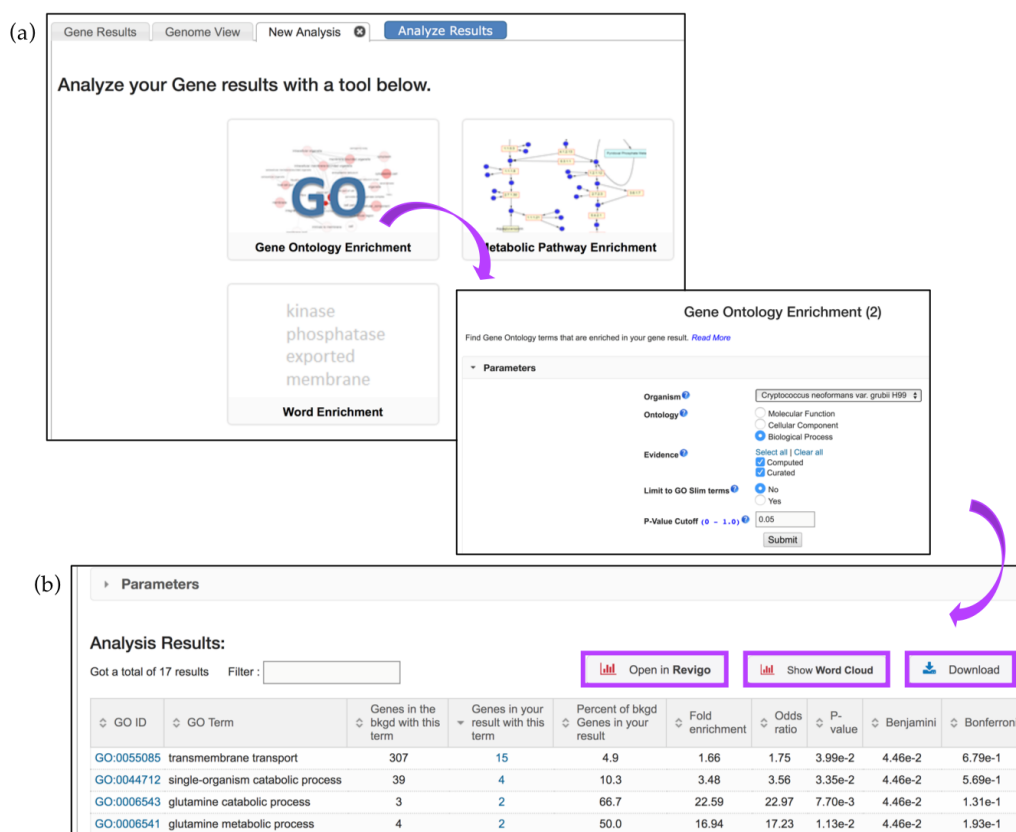 (a)
Gene Results
Genome View
New Analysis
Analyze Results
Analyze your Gene results with a tool below.
GO
Gene Ontology Enrichment
Metabolic Pathway Enrichment
kinase
phosphatase
exported
membrane
Word Enrichment
Gene Ontology Enrichment (2)
Find Gene Ontology terms that are enriched in your gene result. Read More
Parameters
Organism
Cryptococcus neoformans var. grubii H99
Ontology
Molecular Function
Cellular Component
Biological Process
Evidence
Select all | Clear all
Computed
Curated
Limit to GO Slim terms
No
Yes
P-Value Cutoff (0 - 1.0)
0.05
Submit
(b)
Parameters
Analysis Results:
Got a total of 17 results Filter :
Open in Revigo
Show Word Cloud
Download
GO ID
GO Term
Genes in the bkgd with this term
Genes in your result with this term
Percent of bkgd Genes in your result
Fold enrichment
Odds ratio
P-value
Benjamini
Bonferroni
GO:0055085 transmembrane transport 307 15 4.9 1.66 1.75 3.99e-2 4.46e-2 6.79e-1
GO:0044712 single-organism catabolic process 39 4 10.3 3.48 3.56 3.35e-2 4.46e-2 5.69e-1
GO:0006543 glutamine catabolic process 3 2 66.7 22.59 22.97 7.70e-3 4.46e-2 1.31e-1
GO:0006541 glutamine metabolic process 4 2 50.0 16.94 17.23 1.13e-2 4.46e-2 1.93e-1